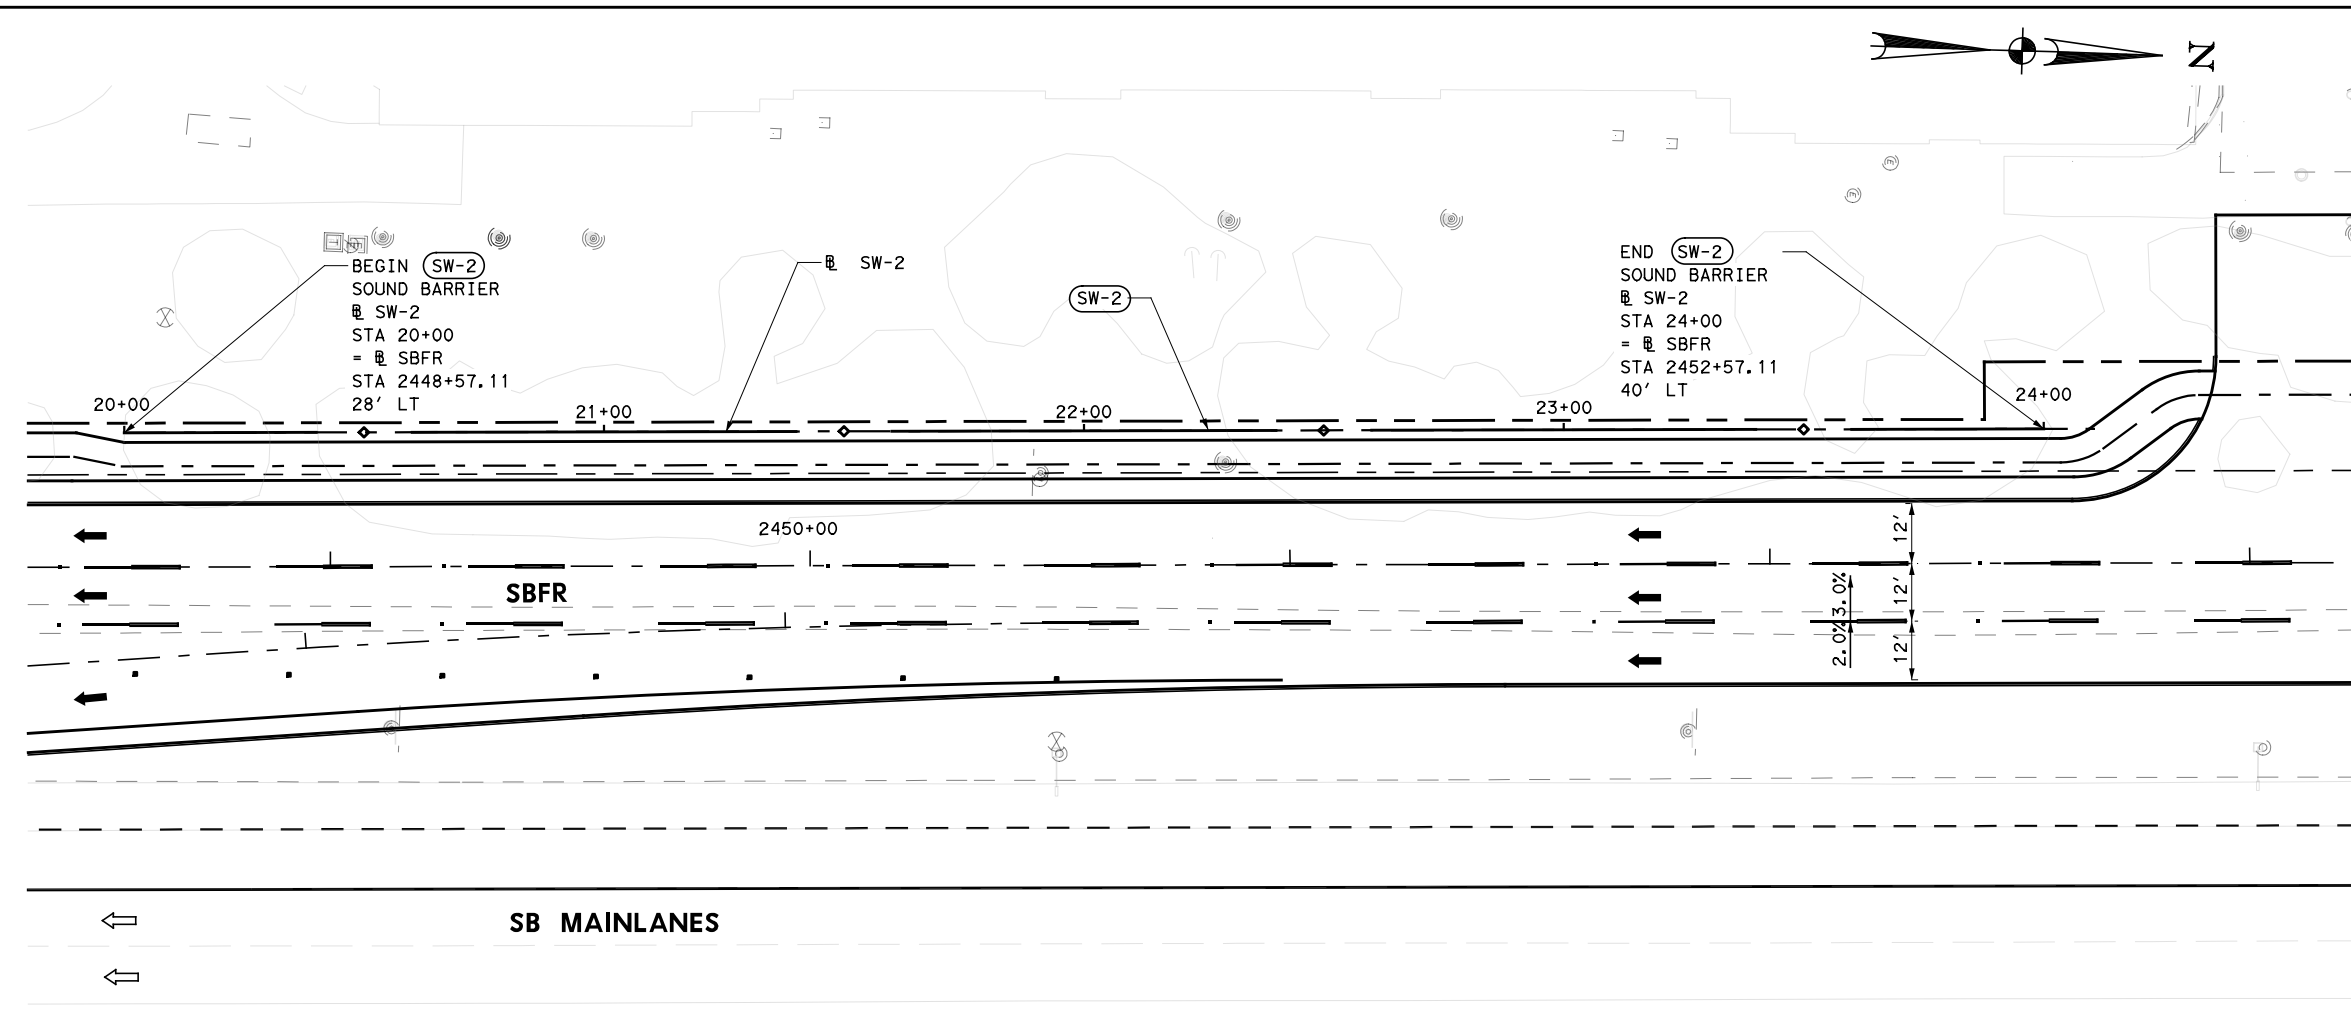 N
BEGIN SW-2
SOUND BARRIER
℄ SW-2
STA 20+00
= ℄ SBFR
STA 2448+57.11
28' LT
℄ SW-2
SW-2
END SW-2
SOUND BARRIER
℄ SW-2
STA 24+00
= ℄ SBFR
STA 2452+57.11
40' LT
20+00
21+00
22+00
23+00
24+00
T
E
E
2450+00
SBFR
12'
12'
12'
3.0%
2.0%
SB MAINLANES